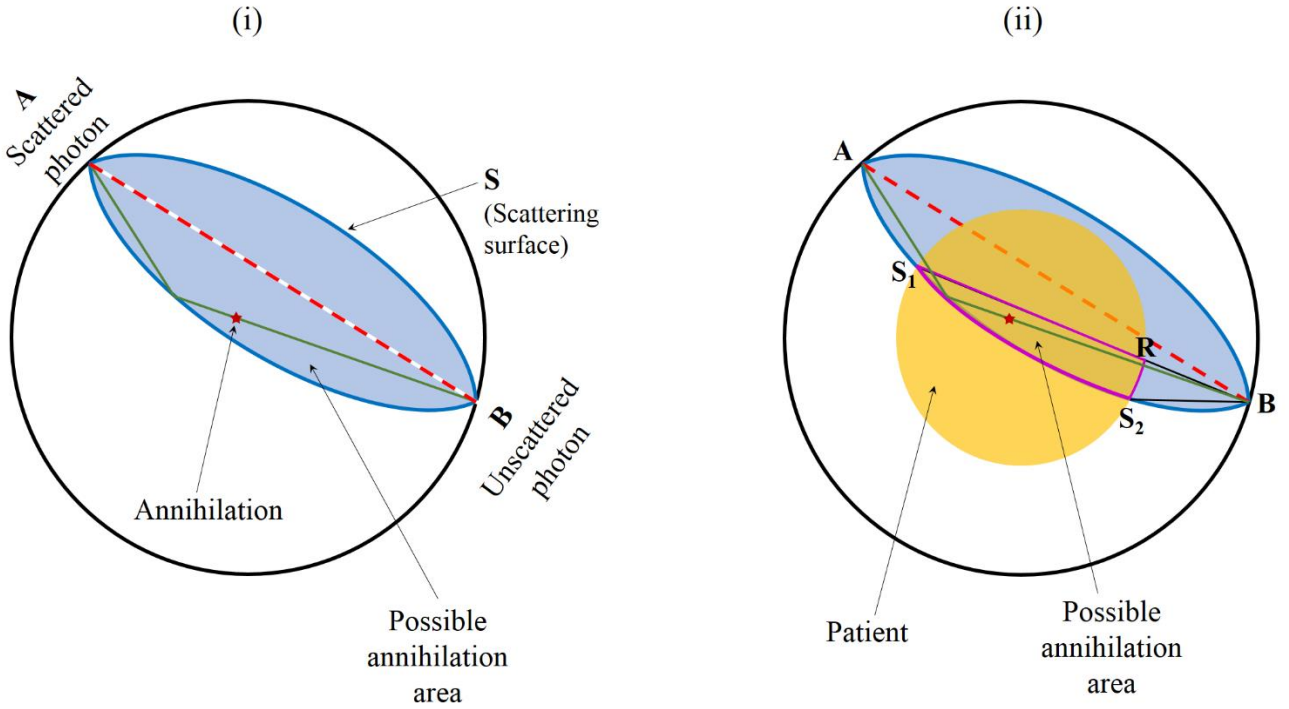 (i)
A
Scattered
photon
S
(Scattering
surface)
B
Unscattered
photon
Annihilation
Possible
annihilation
area
(ii)
A
S1
R
B
S2
Patient
Possible
annihilation
area